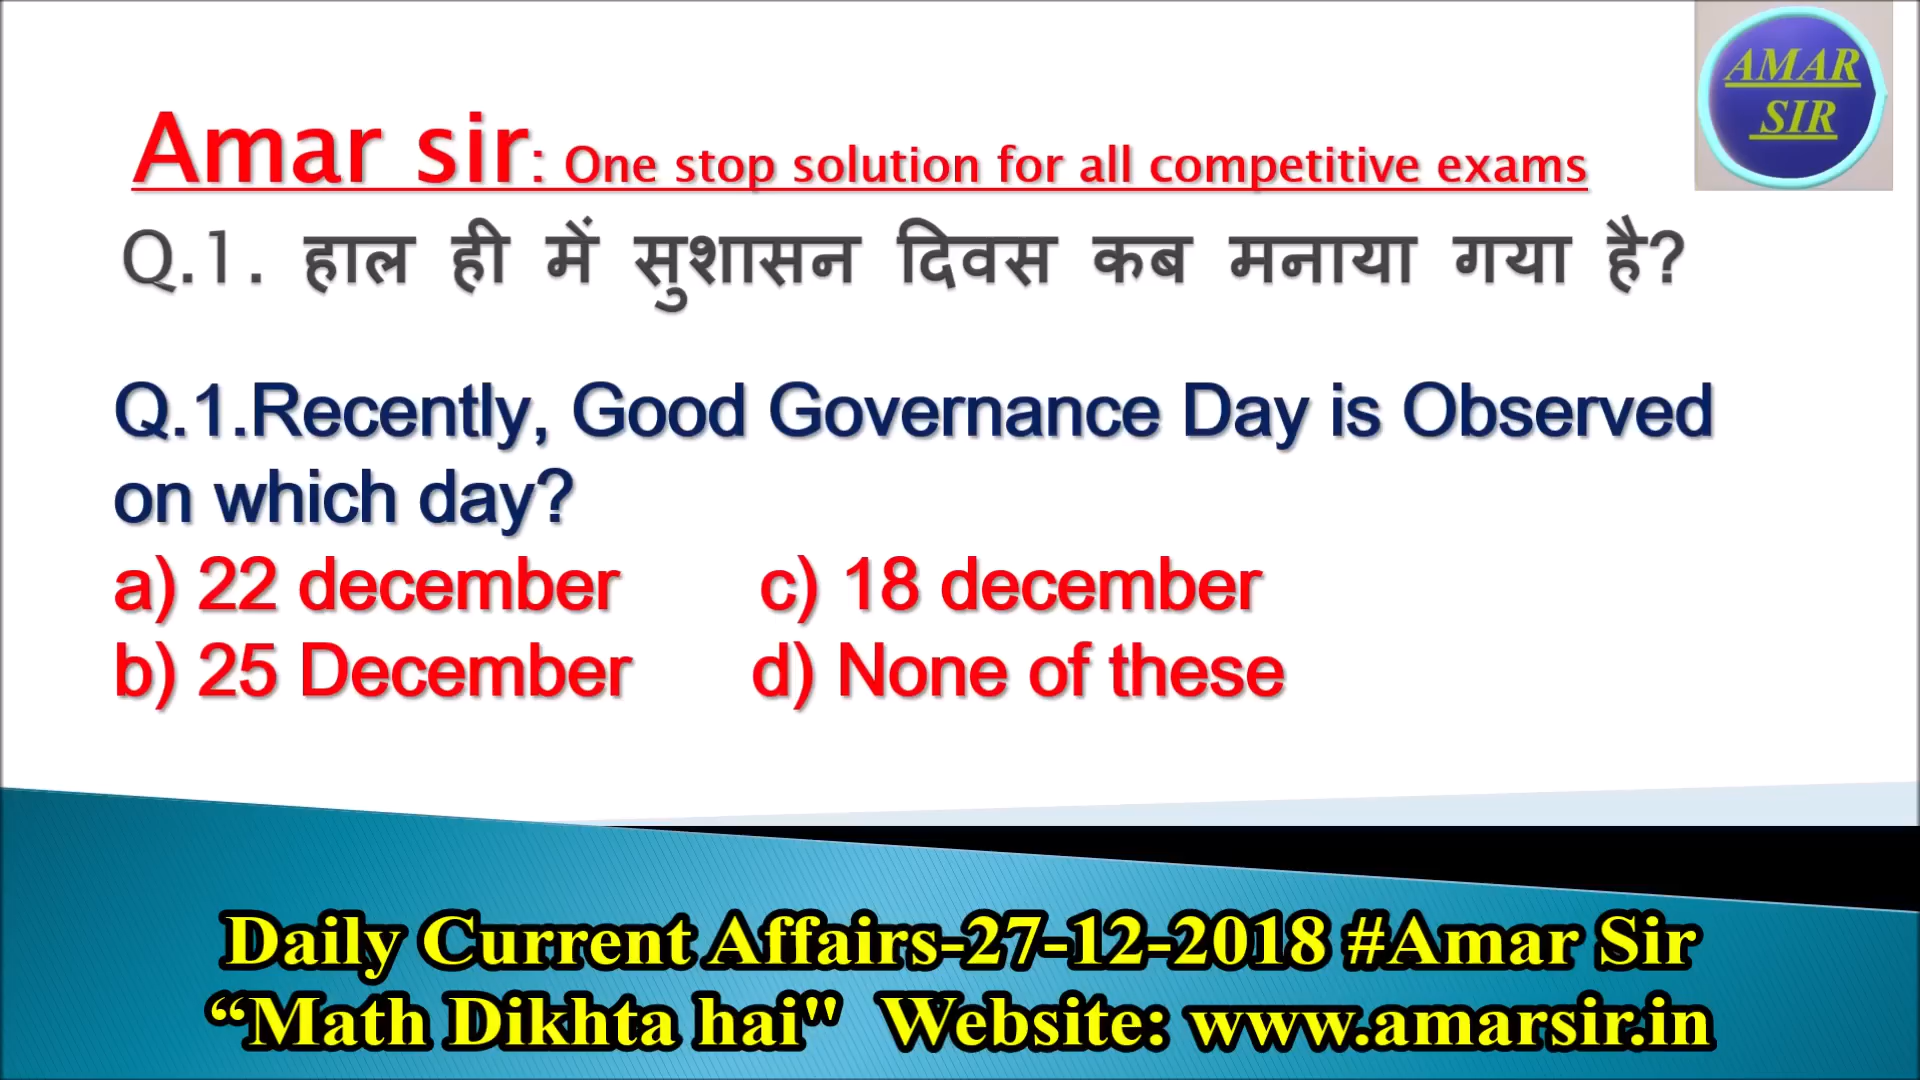 AMAR
SIR
Amar sir: One stop solution for all competitive exams
Q.1. हाल ही में सुशासन दिवस कब मनाया गया है?
Q.1.Recently, Good Governance Day is Observed
on which day?
a) 22 december c) 18 december
b) 25 December d) None of these
Daily Current Affairs-27-12-2018 #Amar Sir
“Math Dikhta hai" Website: www.amarsir.in